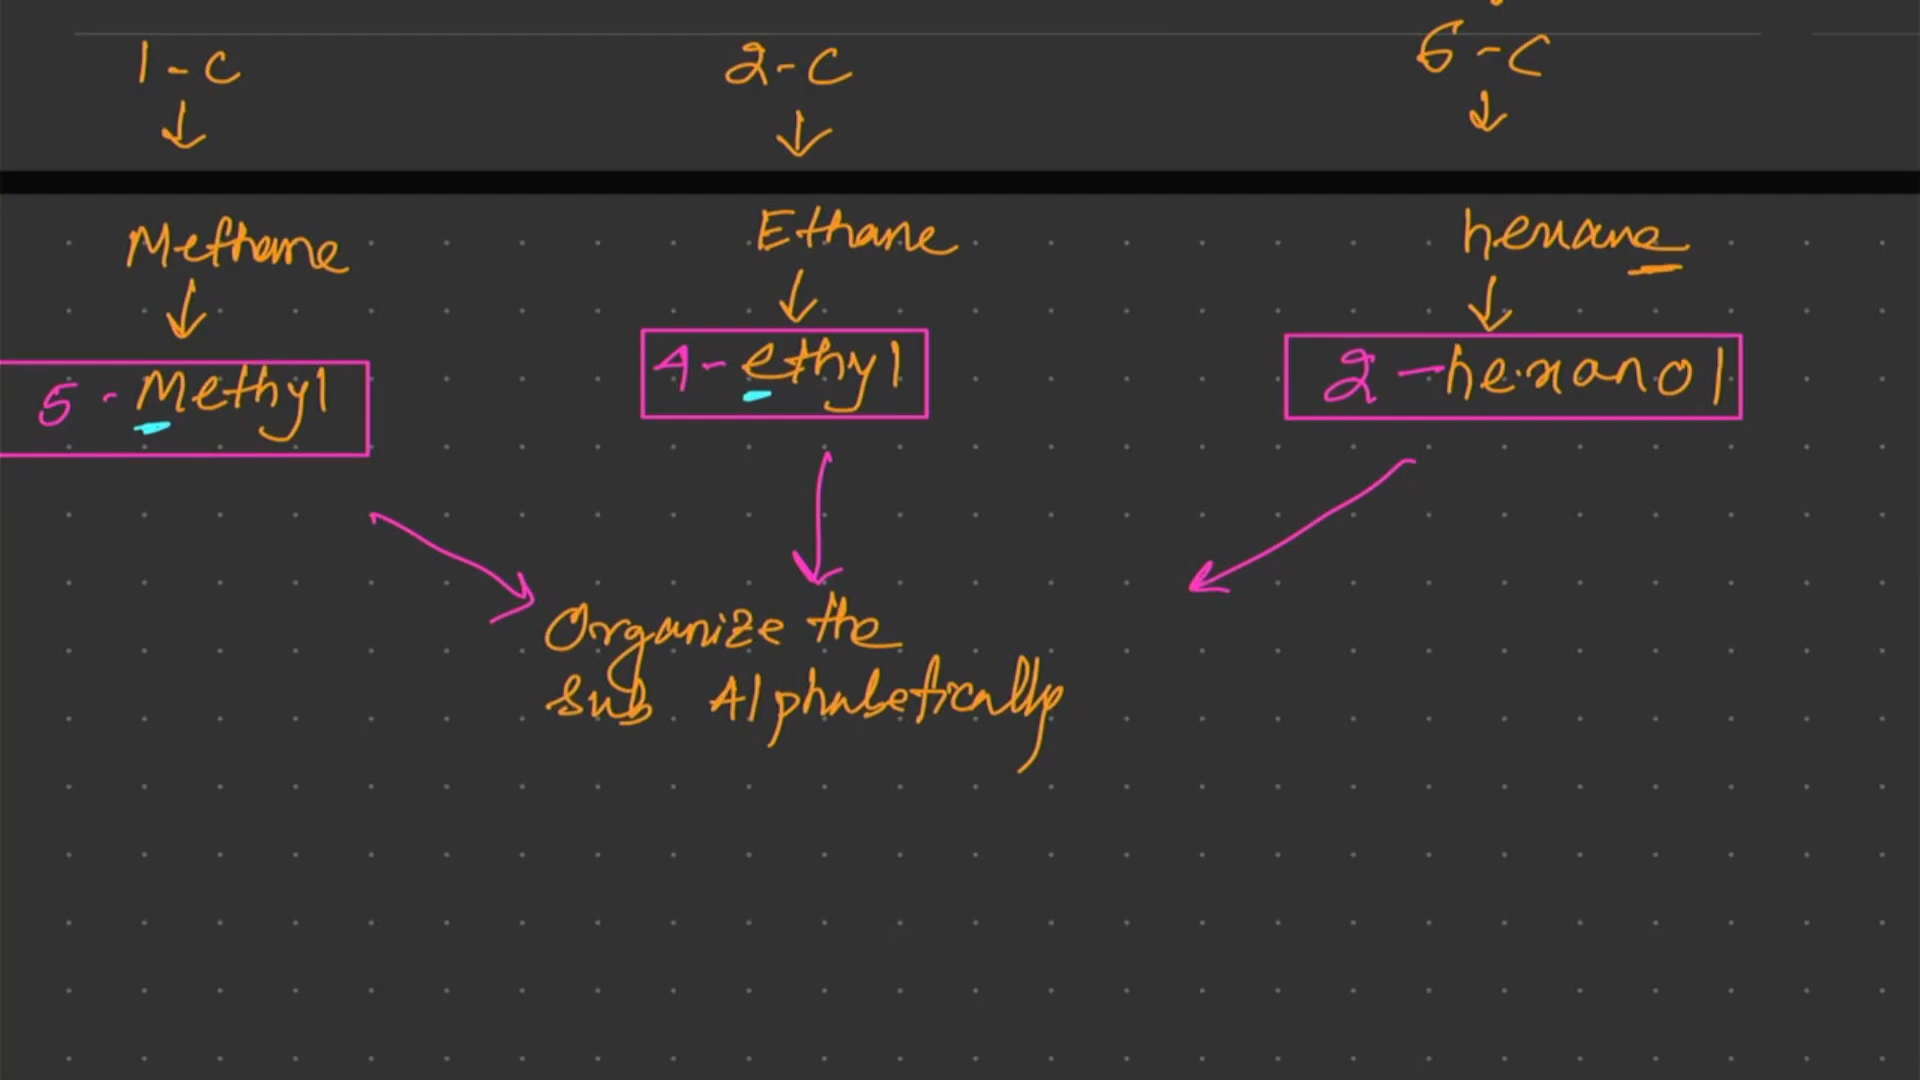 1-C 2-C 6-C
Methane Ethane hexane
5-Methyl 4-ethyl 2-hexanol
Organize the
Sub Alphabetically